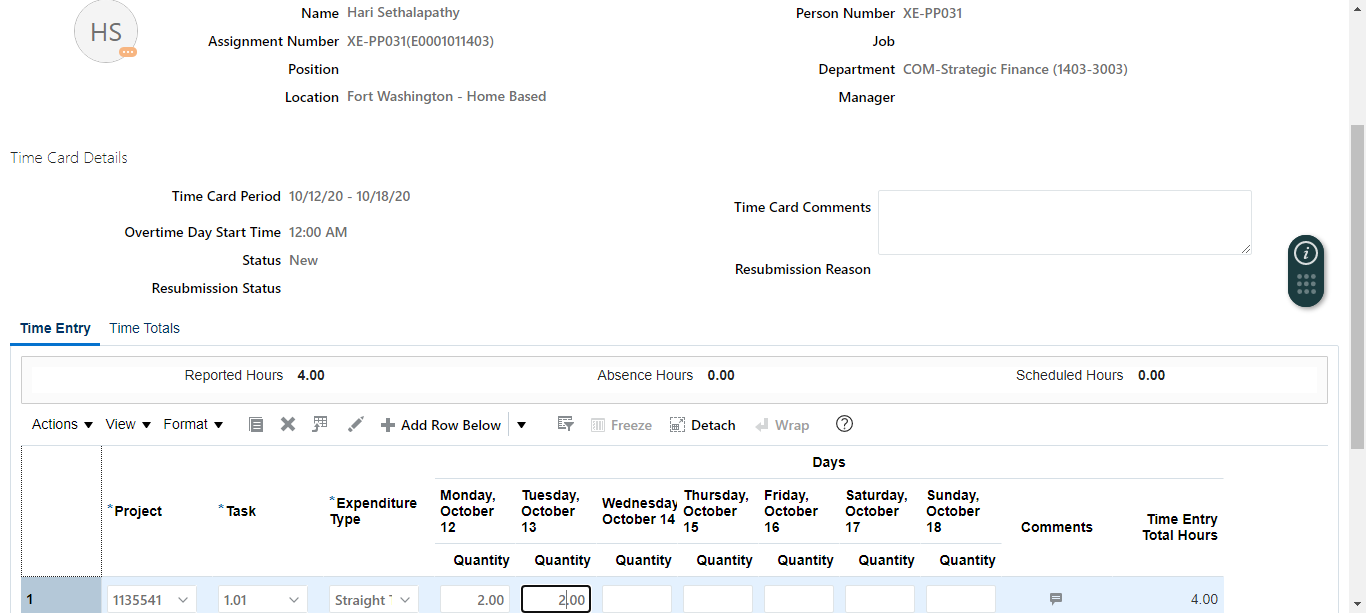 HS
Name Hari Sethalapathy
Person Number XE-PP031
Assignment Number XE-PP031(E0001011403)
Job
Position
Department COM-Strategic Finance (1403-3003)
Location Fort Washington - Home Based
Manager
Time Card Details
Time Card Period 10/12/20 - 10/18/20
Time Card Comments
Overtime Day Start Time 12:00 AM
Status New
Resubmission Reason
Resubmission Status
Time Entry Time Totals
Reported Hours 4.00 Absence Hours 0.00 Scheduled Hours 0.00
Actions View Format Add Row Below Freeze Detach Wrap
Days
*Project *Task *Expenditure Type Monday, October 12 Tuesday, October 13 Wednesday October 14 Thursday, October 15 Friday, October 16 Saturday, October 17 Sunday, October 18 Comments Time Entry Total Hours
Quantity Quantity Quantity Quantity Quantity Quantity Quantity
1 1135541 1.01 Straight 2.00 2.00 4.00